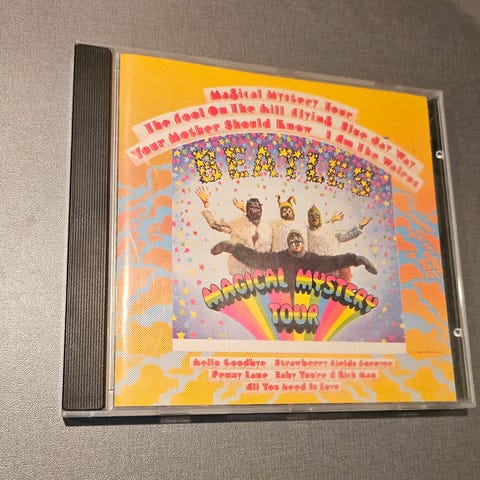 Magical Mystery Tour
The Fool On The Hill Flying Blue Jay Way
Your Mother Should Know I Am The Walrus
BEATLES
MAGICAL MYSTERY
TOUR
Hello Goodbye Strawberry Fields Forever
Penny Lane Baby You're A Rich Man
All You Need Is Love